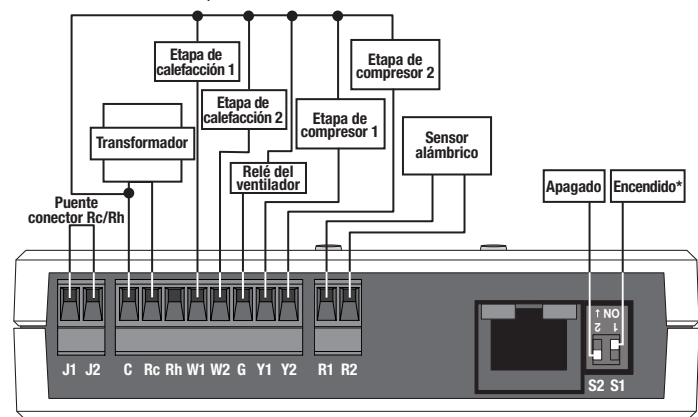 Etapa de
calefacción 1
Etapa de
calefacción 2
Etapa de
compresor 2
Etapa de
compresor 1
Transformador
Sensor
alámbrico
Relé del
ventilador
Puente
conector Rc/Rh
Apagado
Encendido*
ON ↓
1 2
J1 J2 C Rc Rh W1 W2 G Y1 Y2 R1 R2
S2 S1